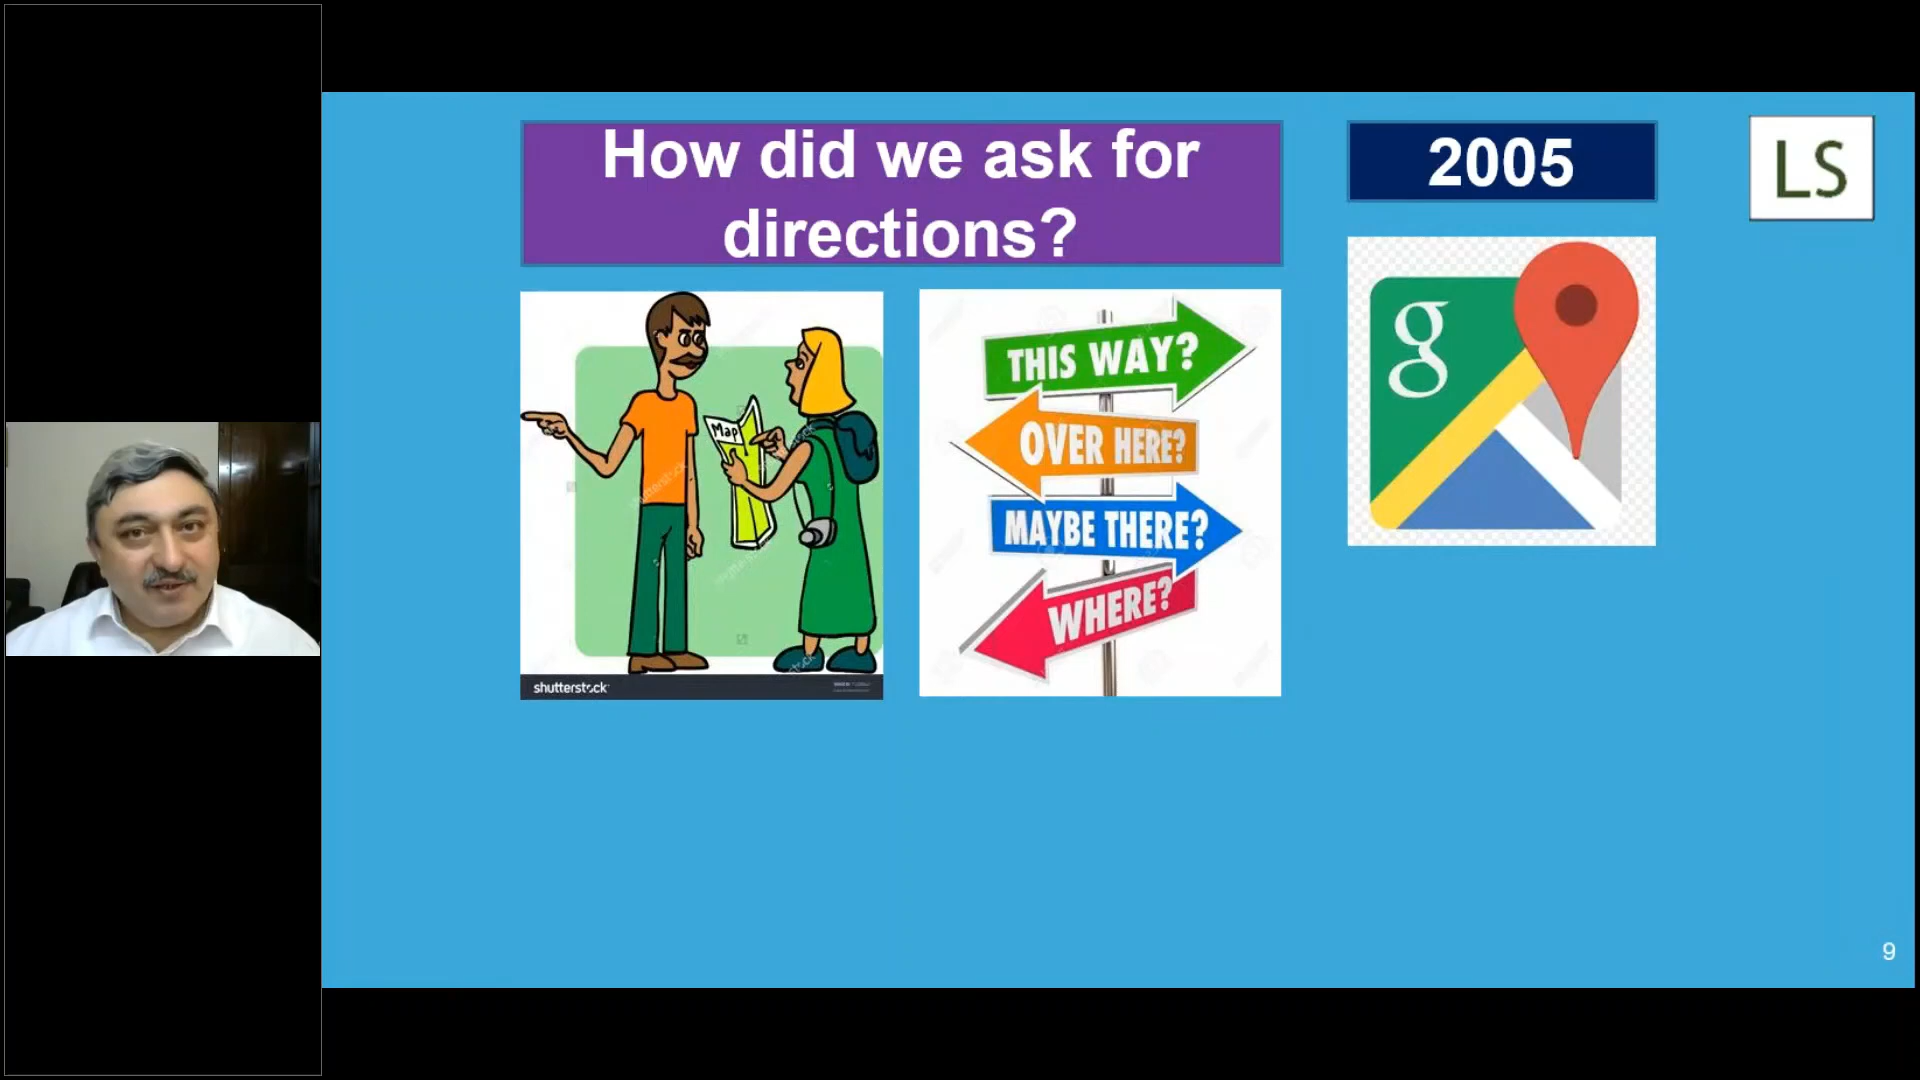 How did we ask for
directions?
2005
LS
Map
shutterstock
THIS WAY?
OVER HERE?
MAYBE THERE?
WHERE?
g
9